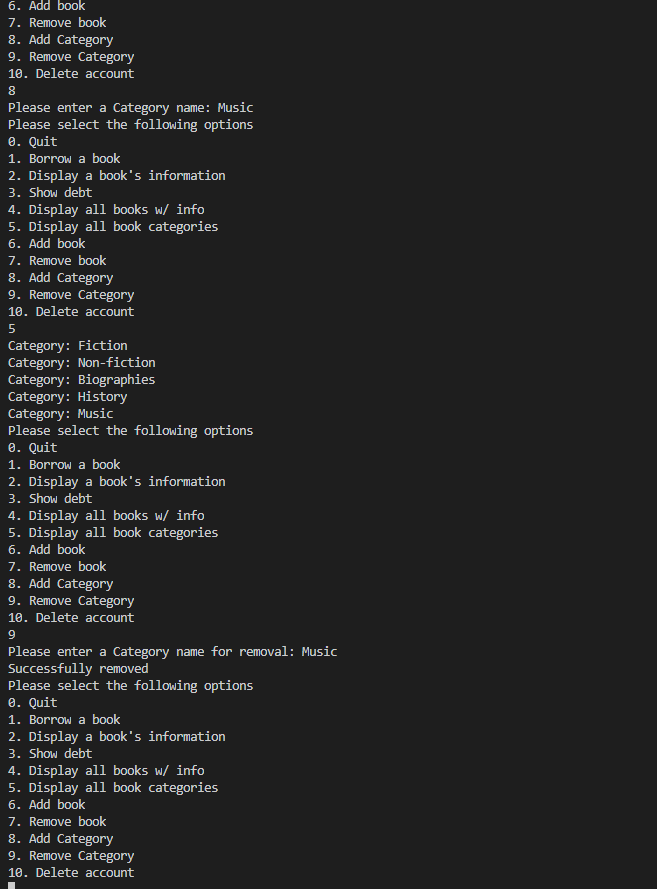 6. Add book
7. Remove book
8. Add Category
9. Remove Category
10. Delete account
8
Please enter a Category name: Music
Please select the following options
0. Quit
1. Borrow a book
2. Display a book's information
3. Show debt
4. Display all books w/ info
5. Display all book categories
6. Add book
7. Remove book
8. Add Category
9. Remove Category
10. Delete account
5
Category: Fiction
Category: Non-fiction
Category: Biographies
Category: History
Category: Music
Please select the following options
0. Quit
1. Borrow a book
2. Display a book's information
3. Show debt
4. Display all books w/ info
5. Display all book categories
6. Add book
7. Remove book
8. Add Category
9. Remove Category
10. Delete account
9
Please enter a Category name for removal: Music
Successfully removed
Please select the following options
0. Quit
1. Borrow a book
2. Display a book's information
3. Show debt
4. Display all books w/ info
5. Display all book categories
6. Add book
7. Remove book
8. Add Category
9. Remove Category
10. Delete account